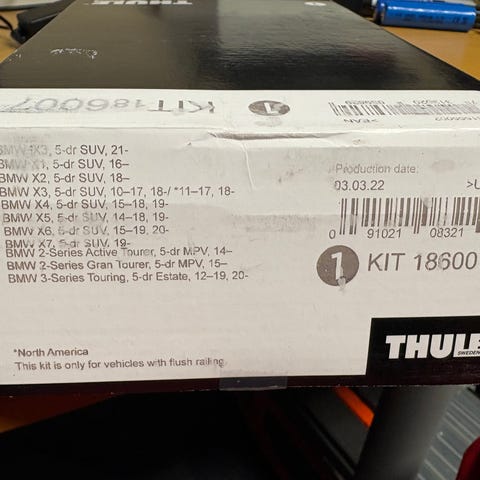 THULE
KIT 186007
1
>EAN
BMW iX3, 5-dr SUV, 21-
BMW X1, 5-dr SUV, 16–
BMW X2, 5-dr SUV, 18–
BMW X3, 5-dr SUV, 10–17, 18-/ *11–17, 18-
BMW X4, 5-dr SUV, 15–18, 19-
BMW X5, 5-dr SUV, 14–18, 19-
BMW X6, 5-dr SUV, 15–19, 20-
BMW X7, 5-dr SUV, 19-
BMW 2-Series Active Tourer, 5-dr MPV, 14–
BMW 2-Series Gran Tourer, 5-dr MPV, 15–
BMW 3-Series Touring, 5-dr Estate, 12–19, 20-
Production date:
03.03.22
>U
0 91021 08321
1 KIT 18600
*North America
This kit is only for vehicles with flush railing.
THULE
SWEDEN